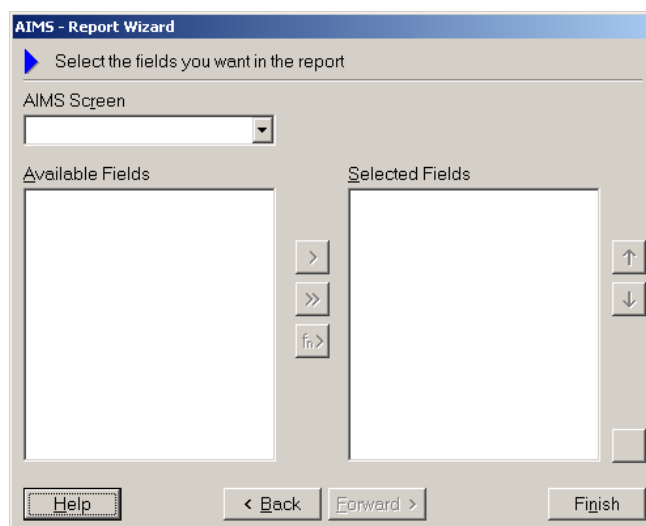 AIMS - Report Wizard
Select the fields you want in the report
AIMS Screen
Available Fields
Selected Fields
>
↑
>>
↓
fn>
Help
< Back
Forward >
Finish